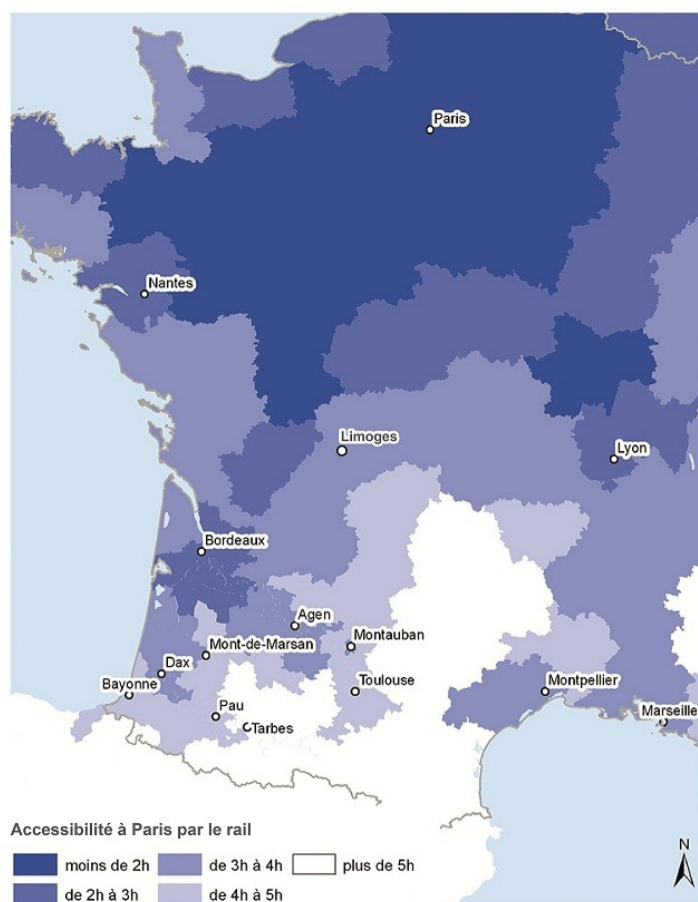 Paris
Nantes
Limoges
Lyon
Bordeaux
Agen
Mont-de-Marsan
Montauban
Dax
Bayonne
Toulouse
Montpellier
Pau
Tarbes
Marseille
Accessibilité à Paris par le rail
moins de 2h
de 3h à 4h
plus de 5h
de 2h à 3h
de 4h à 5h
N